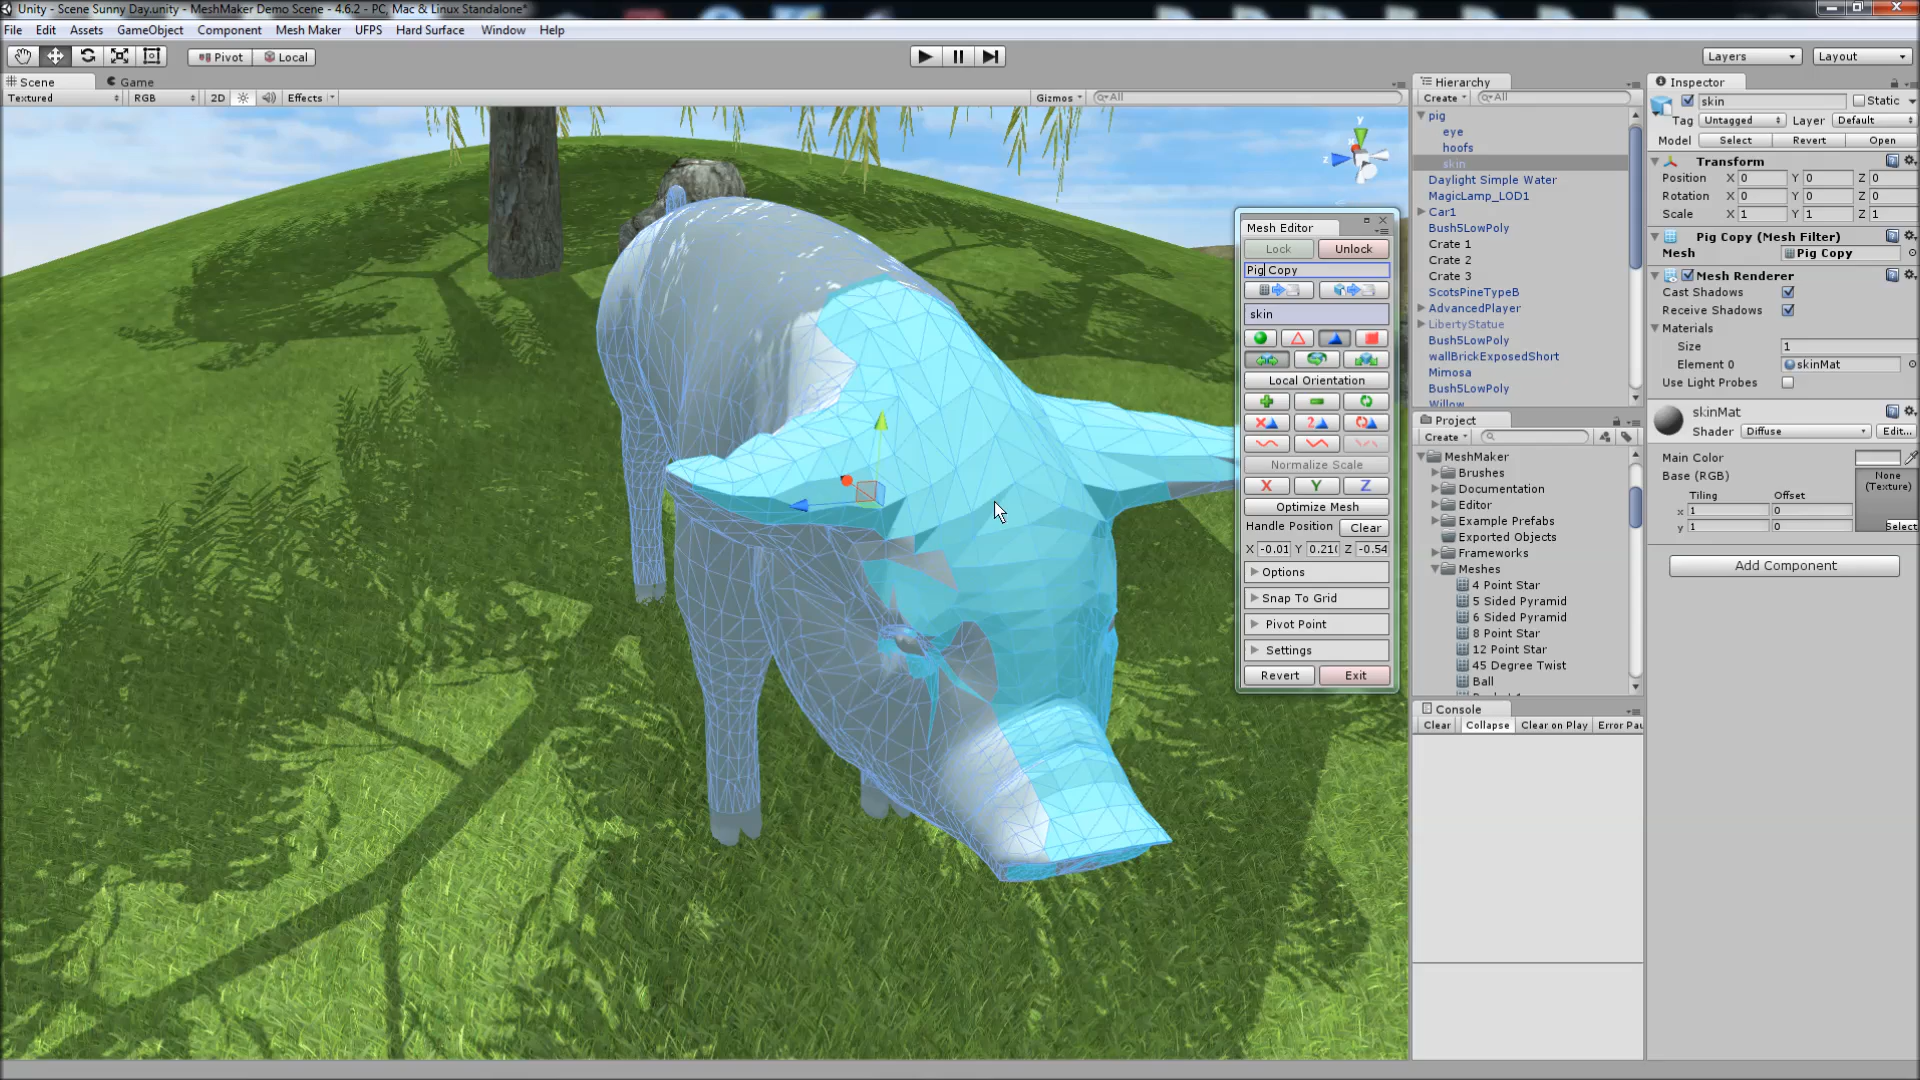 Unity - Scene Sunny Day.unity - MeshMaker Demo Scene - 4.6.2 - PC, Mac & Linux Standalone*
File Edit Assets GameObject Component Mesh Maker UFPS Hard Surface Window Help
Pivot Local Layers Layout
Scene Game
Textured RGB 2D Effects Gizmos All
Mesh Editor
Lock Unlock
Pig Copy
skin
Local Orientation
2
Normalize Scale
X Y Z
Optimize Mesh
Handle Position Clear
X -0.01 Y 0.21( Z -0.54
Options
Snap To Grid
Pivot Point
Settings
Revert Exit
Hierarchy
Create All
pig
eye
hoofs
skin
Daylight Simple Water
MagicLamp_LOD1
Car1
Bush5LowPoly
Crate 1
Crate 2
Crate 3
ScotsPineTypeB
AdvancedPlayer
LibertyStatue
Bush5LowPoly
wallBrickExposedShort
Mimosa
Bush5LowPoly
Willow
Project
Create
MeshMaker
Brushes
Documentation
Editor
Example Prefabs
Exported Objects
Frameworks
Meshes
4 Point Star
5 Sided Pyramid
6 Sided Pyramid
8 Point Star
12 Point Star
45 Degree Twist
Ball
Console
Clear Collapse Clear on Play Error Pau
Inspector
skin Static
Tag Untagged Layer Default
Model Select Revert Open
Transform
Position X 0 Y 0 Z 0
Rotation X 0 Y 0 Z 0
Scale X 1 Y 1 Z 1
Pig Copy (Mesh Filter)
Mesh Pig Copy
Mesh Renderer
Cast Shadows
Receive Shadows
Materials
Size 1
Element 0 skinMat
Use Light Probes
skinMat
Shader Diffuse Edit...
Main Color
Base (RGB)
None
(Texture)
Tiling Offset
x 1 0
y 1 0
Select
Add Component
y
x
z